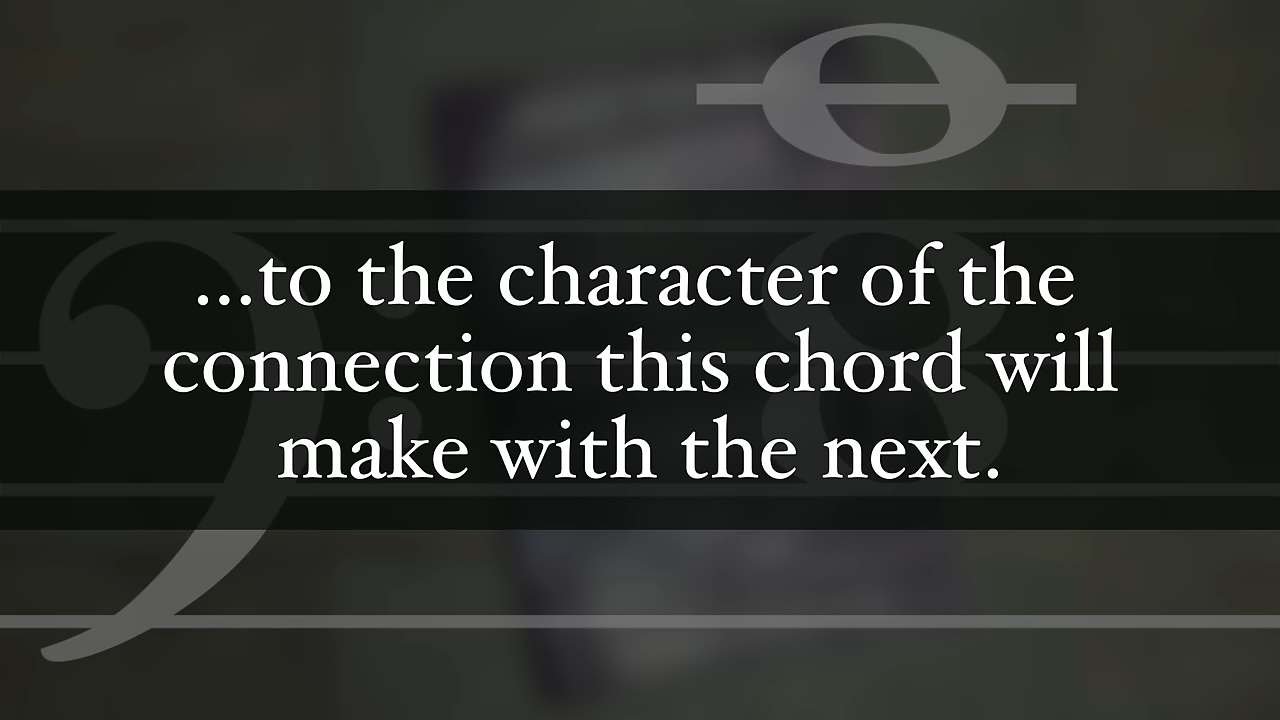 ...to the character of the
connection this chord will
make with the next.